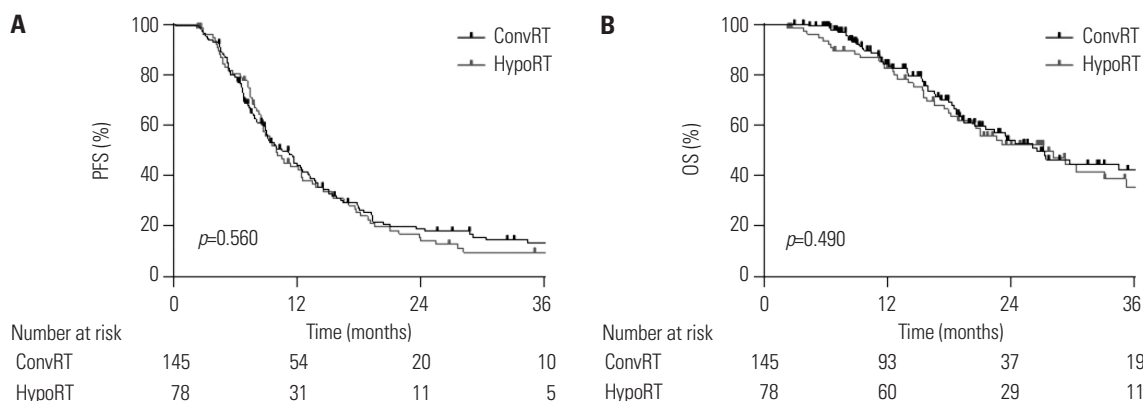 A
100
80
60
40
20
0
PFS (%)
ConvRT
HypoRT
p=0.560
0 12 24 36
Time (months)
Number at risk
ConvRT 145 54 20 10
HypoRT 78 31 11 5
B
100
80
60
40
20
0
OS (%)
ConvRT
HypoRT
p=0.490
0 12 24 36
Time (months)
Number at risk
ConvRT 145 93 37 19
HypoRT 78 60 29 11